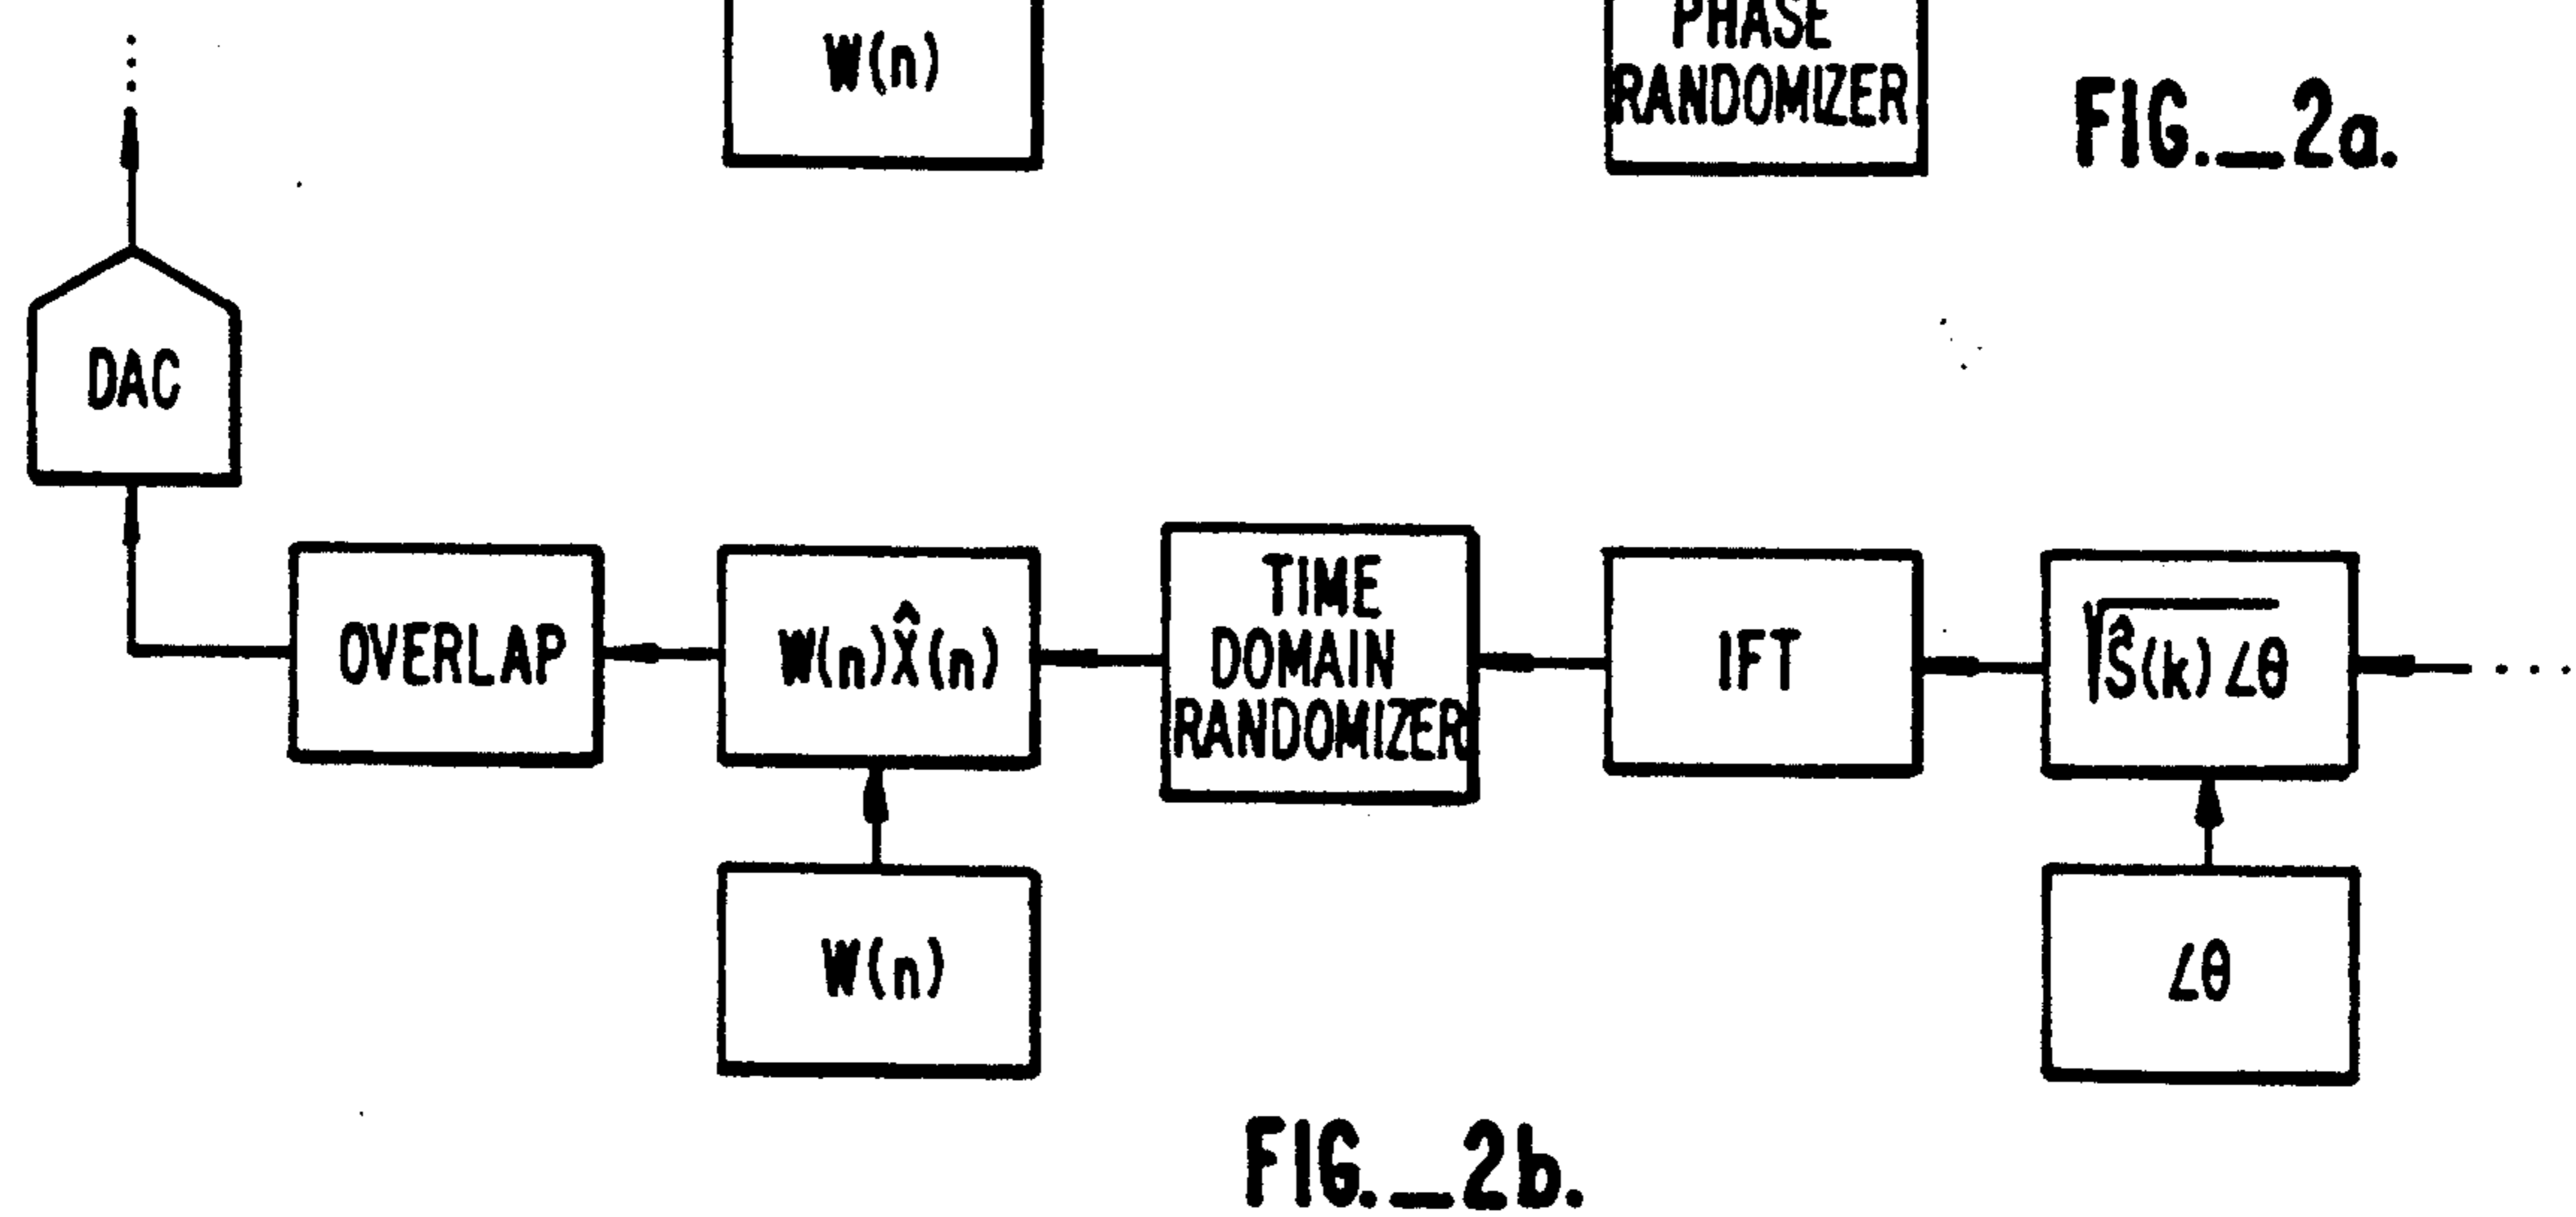 W(n)
PHASE
RANDOMIZER
FIG._2a.
DAC
OVERLAP
W(n)X̂(n)
TIME
DOMAIN
RANDOMIZER
IFT
√Ŝ(k) ∠θ
W(n)
∠θ
FIG._2b.